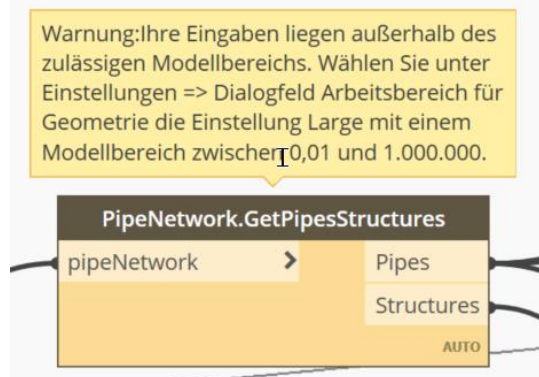 Warnung:Ihre Eingaben liegen außerhalb des
zulässigen Modellbereichs. Wählen Sie unter
Einstellungen => Dialogfeld Arbeitsbereich für
Geometrie die Einstellung Large mit einem
Modellbereich zwischen 0,01 und 1.000.000.
PipeNetwork.GetPipesStructures
pipeNetwork > Pipes
Structures
AUTO